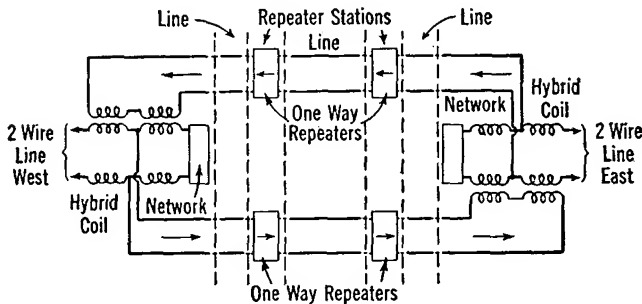 Repeater Stations
Line
Line
Line
Hybrid
Coil
Network
One Way
Repeaters
2 Wire
Line
West
2 Wire
Line
East
Hybrid
Coil
Network
One Way Repeaters